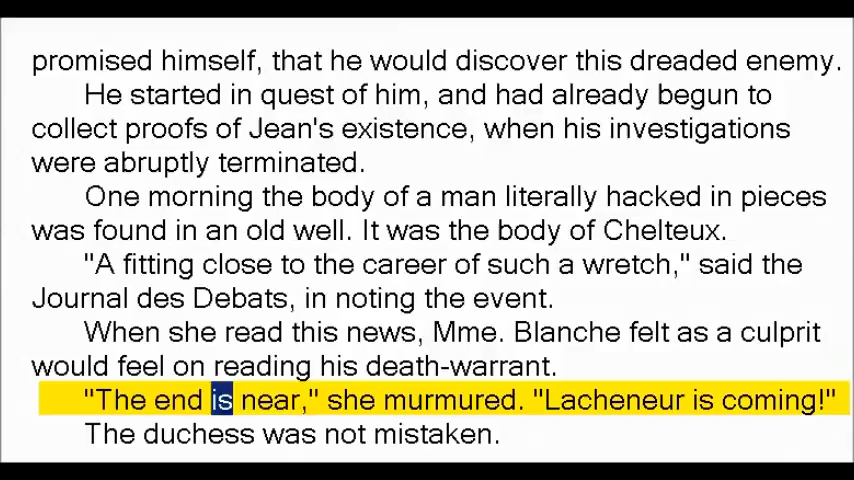 promised himself, that he would discover this dreaded enemy.
He started in quest of him, and had already begun to
collect proofs of Jean's existence, when his investigations
were abruptly terminated.
One morning the body of a man literally hacked in pieces
was found in an old well. It was the body of Chelteux.
"A fitting close to the career of such a wretch," said the
Journal des Debats, in noting the event.
When she read this news, Mme. Blanche felt as a culprit
would feel on reading his death-warrant.
"The end is near," she murmured. "Lacheneur is coming!"
The duchess was not mistaken.